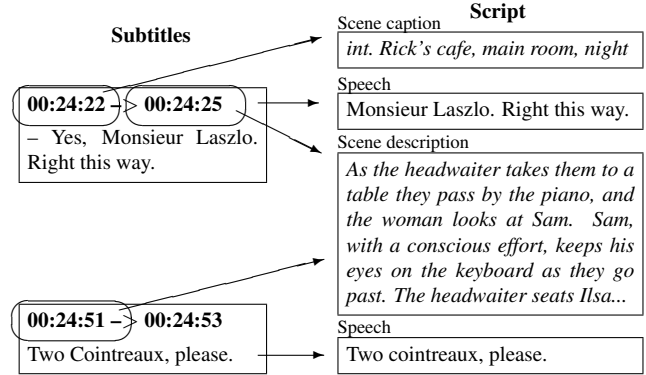 Subtitles
00:24:22 –> 00:24:25
– Yes, Monsieur Laszlo.
Right this way.
00:24:51 –> 00:24:53
Two Cointreaux, please.
Script
Scene caption
int. Rick's cafe, main room, night
Speech
Monsieur Laszlo. Right this way.
Scene description
As the headwaiter takes them to a
table they pass by the piano, and
the woman looks at Sam. Sam,
with a conscious effort, keeps his
eyes on the keyboard as they go
past. The headwaiter seats Ilsa...
Speech
Two cointreaux, please.